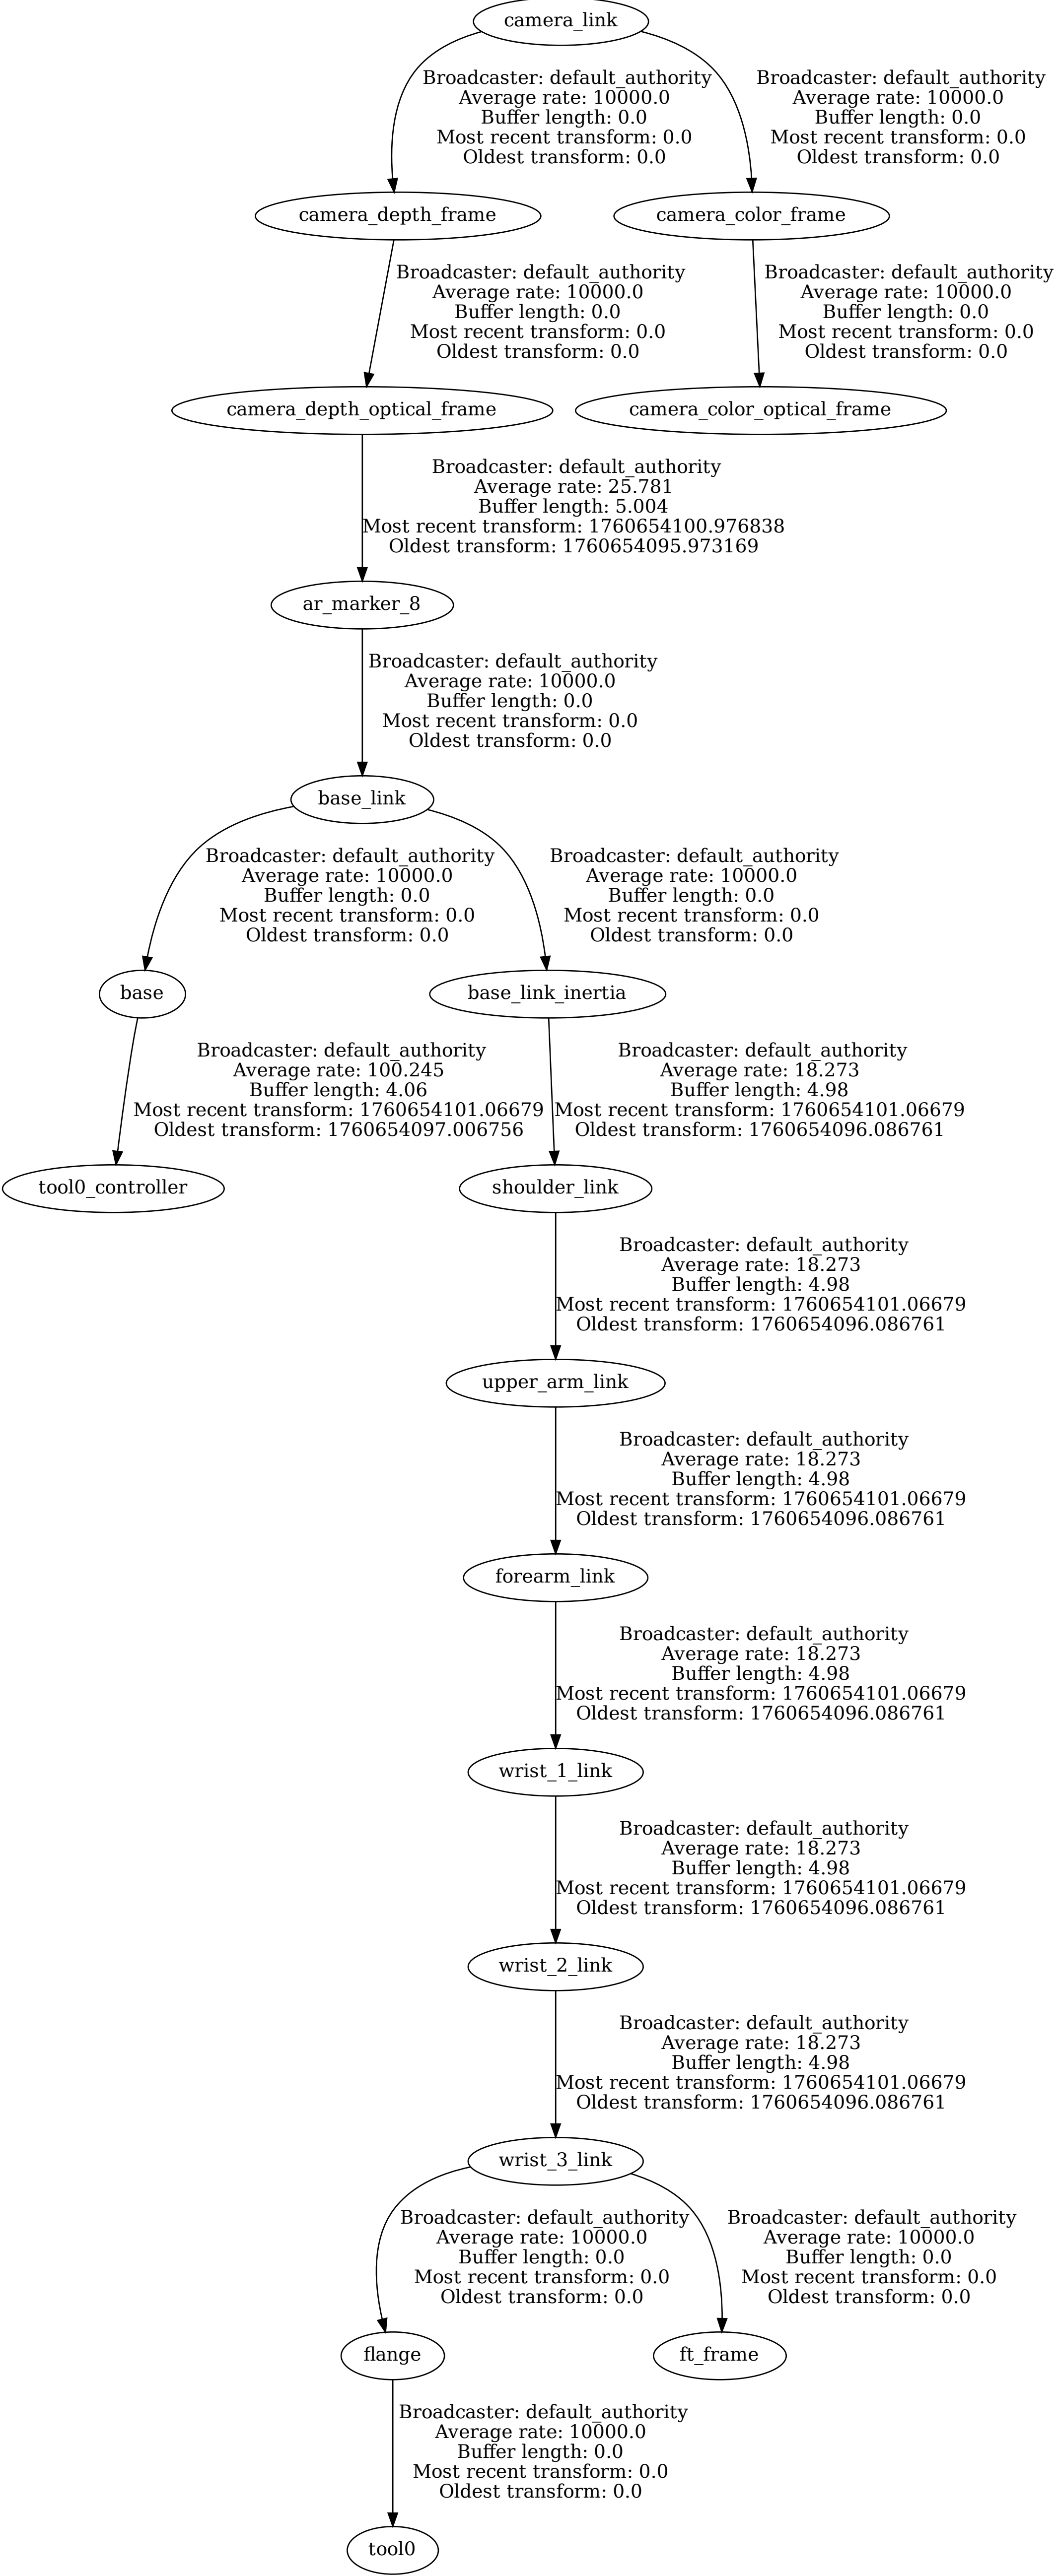 camera_link
Broadcaster: default_authority
Average rate: 10000.0
Buffer length: 0.0
Most recent transform: 0.0
Oldest transform: 0.0
Broadcaster: default_authority
Average rate: 10000.0
Buffer length: 0.0
Most recent transform: 0.0
Oldest transform: 0.0
camera_depth_frame
camera_color_frame
Broadcaster: default_authority
Average rate: 10000.0
Buffer length: 0.0
Most recent transform: 0.0
Oldest transform: 0.0
Broadcaster: default_authority
Average rate: 10000.0
Buffer length: 0.0
Most recent transform: 0.0
Oldest transform: 0.0
camera_depth_optical_frame
camera_color_optical_frame
Broadcaster: default_authority
Average rate: 25.781
Buffer length: 5.004
Most recent transform: 1760654100.976838
Oldest transform: 1760654095.973169
ar_marker_8
Broadcaster: default_authority
Average rate: 10000.0
Buffer length: 0.0
Most recent transform: 0.0
Oldest transform: 0.0
base_link
Broadcaster: default_authority
Average rate: 10000.0
Buffer length: 0.0
Most recent transform: 0.0
Oldest transform: 0.0
Broadcaster: default_authority
Average rate: 10000.0
Buffer length: 0.0
Most recent transform: 0.0
Oldest transform: 0.0
base
base_link_inertia
Broadcaster: default_authority
Average rate: 100.245
Buffer length: 4.06
Most recent transform: 1760654101.06679
Oldest transform: 1760654097.006756
Broadcaster: default_authority
Average rate: 18.273
Buffer length: 4.98
Most recent transform: 1760654101.06679
Oldest transform: 1760654096.086761
tool0_controller
shoulder_link
Broadcaster: default_authority
Average rate: 18.273
Buffer length: 4.98
Most recent transform: 1760654101.06679
Oldest transform: 1760654096.086761
upper_arm_link
Broadcaster: default_authority
Average rate: 18.273
Buffer length: 4.98
Most recent transform: 1760654101.06679
Oldest transform: 1760654096.086761
forearm_link
Broadcaster: default_authority
Average rate: 18.273
Buffer length: 4.98
Most recent transform: 1760654101.06679
Oldest transform: 1760654096.086761
wrist_1_link
Broadcaster: default_authority
Average rate: 18.273
Buffer length: 4.98
Most recent transform: 1760654101.06679
Oldest transform: 1760654096.086761
wrist_2_link
Broadcaster: default_authority
Average rate: 18.273
Buffer length: 4.98
Most recent transform: 1760654101.06679
Oldest transform: 1760654096.086761
wrist_3_link
Broadcaster: default_authority
Average rate: 10000.0
Buffer length: 0.0
Most recent transform: 0.0
Oldest transform: 0.0
Broadcaster: default_authority
Average rate: 10000.0
Buffer length: 0.0
Most recent transform: 0.0
Oldest transform: 0.0
flange
ft_frame
Broadcaster: default_authority
Average rate: 10000.0
Buffer length: 0.0
Most recent transform: 0.0
Oldest transform: 0.0
tool0